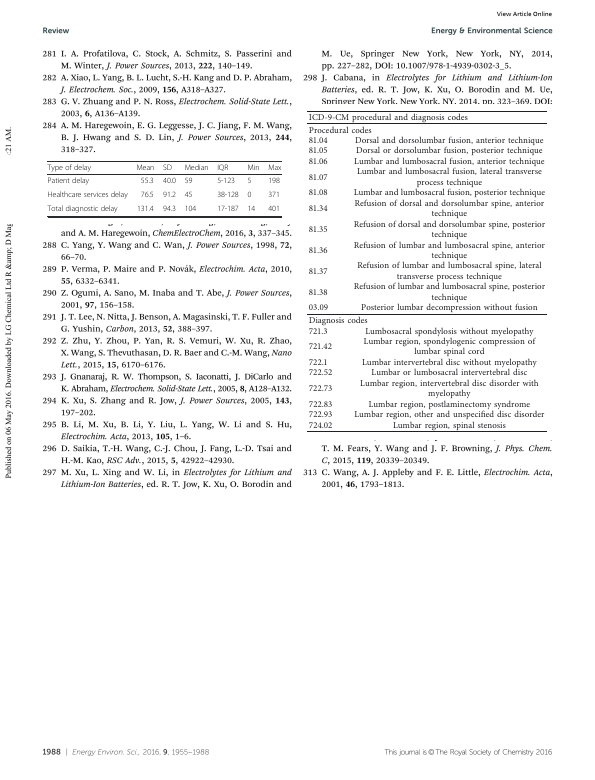 View Article Online
Review
Energy & Environmental Science
281 I. A. Profatilova, C. Stock, A. Schmitz, S. Passerini and
M. Winter, J. Power Sources, 2013, 222, 140–149.
282 A. Xiao, L. Yang, B. L. Lucht, S.-H. Kang and D. P. Abraham,
J. Electrochem. Soc., 2009, 156, A318–A327.
283 G. V. Zhuang and P. N. Ross, Electrochem. Solid-State Lett.,
2003, 6, A136–A139.
284 A. M. Haregewoin, E. G. Leggesse, J. C. Jiang, F. M. Wang,
B. J. Hwang and S. D. Lin, J. Power Sources, 2013, 244,
318–327.
Type of delay Mean SD Median IQR Min Max
Patient delay 55.3 40.0 59 5-123 5 198
Healthcare services delay 76.5 91.2 45 38-128 0 371
Total diagnostic delay 131.4 94.3 104 17-187 14 401
and A. M. Haregewoin, ChemElectroChem, 2016, 3, 337–345.
288 C. Yang, Y. Wang and C. Wan, J. Power Sources, 1998, 72,
66–70.
289 P. Verma, P. Maire and P. Novák, Electrochim. Acta, 2010,
55, 6332–6341.
290 Z. Ogumi, A. Sano, M. Inaba and T. Abe, J. Power Sources,
2001, 97, 156–158.
291 J. T. Lee, N. Nitta, J. Benson, A. Magasinski, T. F. Fuller and
G. Yushin, Carbon, 2013, 52, 388–397.
292 Z. Zhu, Y. Zhou, P. Yan, R. S. Vemuri, W. Xu, R. Zhao,
X. Wang, S. Thevuthasan, D. R. Baer and C.-M. Wang, Nano
Lett., 2015, 15, 6170–6176.
293 J. Gnanaraj, R. W. Thompson, S. Iaconatti, J. DiCarlo and
K. Abraham, Electrochem. Solid-State Lett., 2005, 8, A128–A132.
294 K. Xu, S. Zhang and R. Jow, J. Power Sources, 2005, 143,
197–202.
295 B. Li, M. Xu, B. Li, Y. Liu, L. Yang, W. Li and S. Hu,
Electrochim. Acta, 2013, 105, 1–6.
296 D. Saikia, T.-H. Wang, C.-J. Chou, J. Fang, L.-D. Tsai and
H.-M. Kao, RSC Adv., 2015, 5, 42922–42930.
297 M. Xu, L. Xing and W. Li, in Electrolytes for Lithium and
Lithium-Ion Batteries, ed. R. T. Jow, K. Xu, O. Borodin and
M. Ue, Springer New York, New York, NY, 2014,
pp. 227–282, DOI: 10.1007/978-1-4939-0302-3_5.
298 J. Cabana, in Electrolytes for Lithium and Lithium-Ion
Batteries, ed. R. T. Jow, K. Xu, O. Borodin and M. Ue,
Springer New York, New York, NY, 2014, pp. 323–369, DOI:
ICD-9-CM procedural and diagnosis codes
Procedural codes
81.04 Dorsal and dorsolumbar fusion, anterior technique
81.05 Dorsal or dorsolumbar fusion, posterior technique
81.06 Lumbar and lumbosacral fusion, anterior technique
81.07 Lumbar and lumbosacral fusion, lateral transverse
process technique
81.08 Lumbar and lumbosacral fusion, posterior technique
81.34 Refusion of dorsal and dorsolumbar spine, anterior
technique
81.35 Refusion of dorsal and dorsolumbar spine, posterior
technique
81.36 Refusion of lumbar and lumbosacral spine, anterior
technique
81.37 Refusion of lumbar and lumbosacral spine, lateral
transverse process technique
81.38 Refusion of lumbar and lumbosacral spine, posterior
technique
03.09 Posterior lumbar decompression without fusion
Diagnosis codes
721.3 Lumbosacral spondylosis without myelopathy
721.42 Lumbar region, spondylogenic compression of
lumbar spinal cord
722.1 Lumbar intervertebral disc without myelopathy
722.52 Lumbar or lumbosacral intervertebral disc
722.73 Lumbar region, intervertebral disc disorder with
myelopathy
722.83 Lumbar region, postlaminectomy syndrome
722.93 Lumbar region, other and unspecified disc disorder
724.02 Lumbar region, spinal stenosis
T. M. Fears, Y. Wang and J. F. Browning, J. Phys. Chem.
C, 2015, 119, 20339–20349.
313 C. Wang, A. J. Appleby and F. E. Little, Electrochim. Acta,
2001, 46, 1793–1813.
Published on 06 May 2016. Downloaded by LG Chemical Ltd R &amp; D Mag
:21 AM.
1988 | Energy Environ. Sci., 2016, 9, 1955–1988
This journal is © The Royal Society of Chemistry 2016